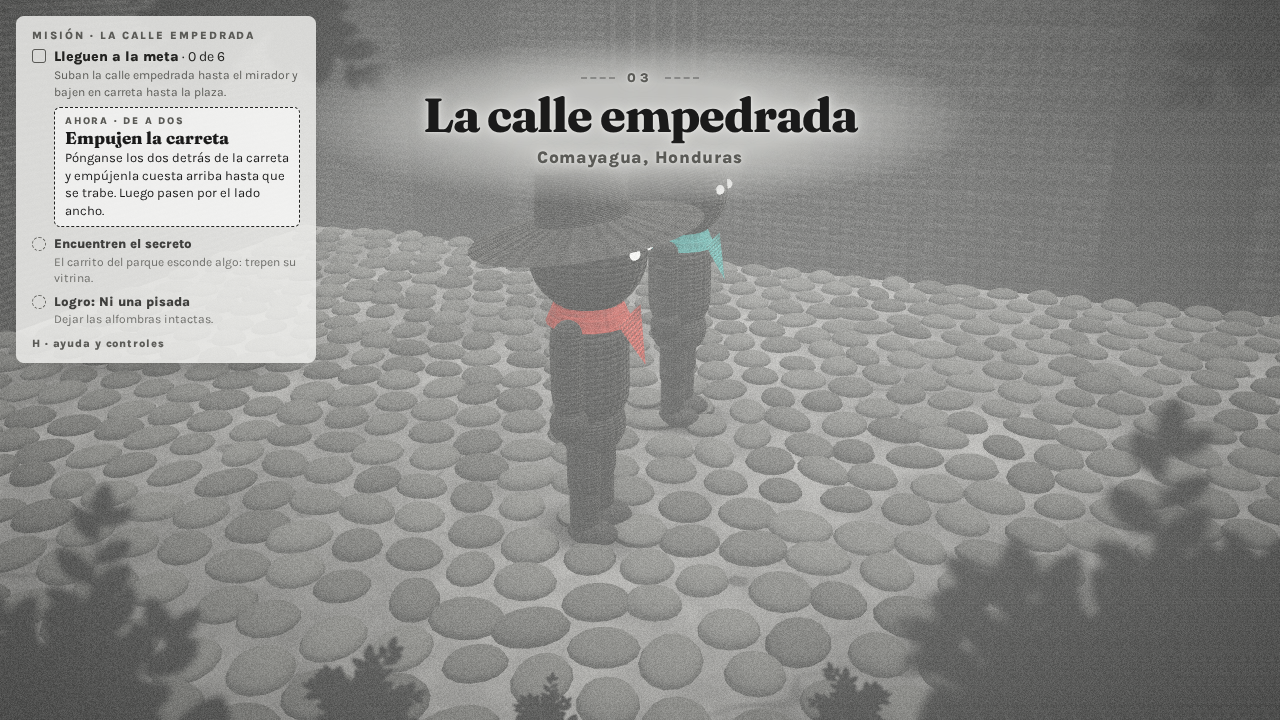 MISIÓN · LA CALLE EMPEDRADA
Lleguen a la meta · 0 de 6
Suban la calle empedrada hasta el mirador y
bajen en carreta hasta la plaza.
AHORA · DE A DOS
Empujen la carreta
Pónganse los dos detrás de la carreta
y empújenla cuesta arriba hasta que
se trabe. Luego pasen por el lado
ancho.
Encuentren el secreto
El carrito del parque esconde algo: trepen su
vitrina.
Logro: Ni una pisada
Dejar las alfombras intactas.
H · ayuda y controles
03
La calle empedrada
Comayagua, Honduras